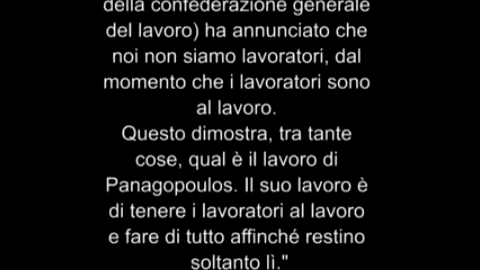 della confederazione generale
del lavoro) ha annunciato che
noi non siamo lavoratori, dal
momento che i lavoratori sono
al lavoro.
Questo dimostra, tra tante
cose, qual è il lavoro di
Panagopoulos. Il suo lavoro è
di tenere i lavoratori al lavoro
e fare di tutto affinché restino
soltanto lì."